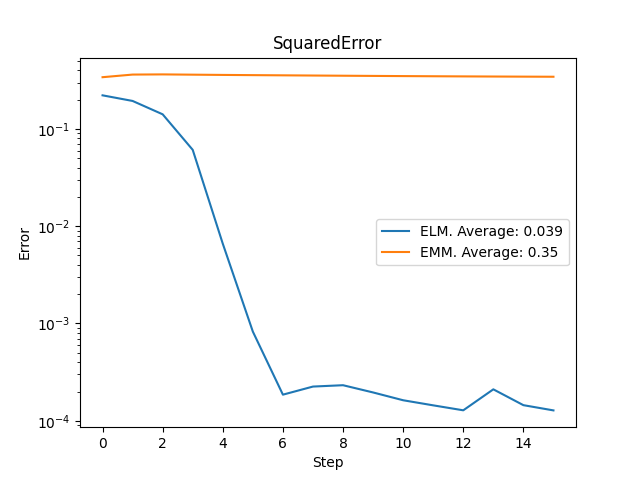 SquaredError
Error
10⁻¹
10⁻²
10⁻³
10⁻⁴
ELM. Average: 0.039
EMM. Average: 0.35
0 2 4 6 8 10 12 14
Step